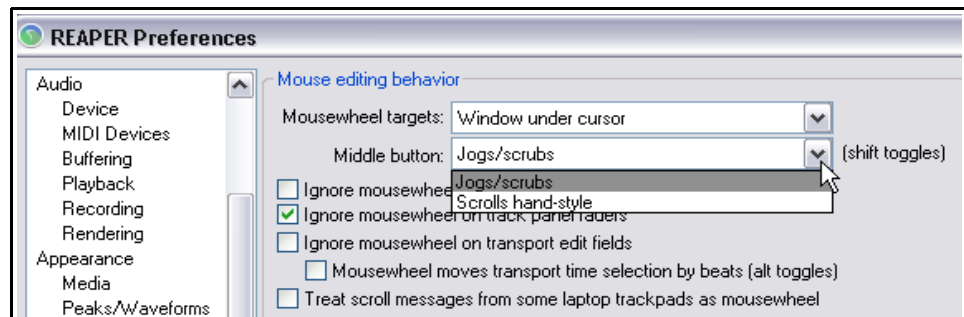 REAPER Preferences
Audio
Device
MIDI Devices
Buffering
Playback
Recording
Rendering
Appearance
Media
Peaks/Waveforms
Mouse editing behavior
Mousewheel targets: Window under cursor
Middle button: Jogs/scrubs (shift toggles)
Jogs/scrubs
Scrolls hand-style
Ignore mousewhee
Ignore mousewheel on track panel faders
Ignore mousewheel on transport edit fields
Mousewheel moves transport time selection by beats (alt toggles)
Treat scroll messages from some laptop trackpads as mousewheel